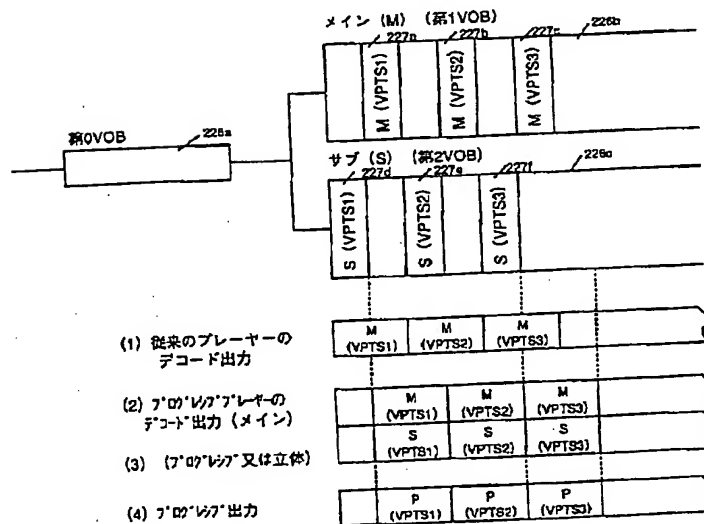 メイン (M) (第1VOB)
227a 227b 227c 226b
M (VPTS1)
M (VPTS2)
M (VPTS3)
第0VOB 226a
サブ (S) (第2VOB)
227d 227e 227f 226c
S (VPTS1)
S (VPTS2)
S (VPTS3)
(1) 従来のプレーヤーの
デコード出力
M
(VPTS1)
M
(VPTS2)
M
(VPTS3)
(2) プログレシブプレーヤーの
デコード出力 (メイン)
M
(VPTS1)
M
(VPTS2)
M
(VPTS3)
(3) (プログレシブ又は立体)
S
(VPTS1)
S
(VPTS2)
S
(VPTS3)
(4) プログレシブ出力
P
(VPTS1)
P
(VPTS2)
P
(VPTS3)